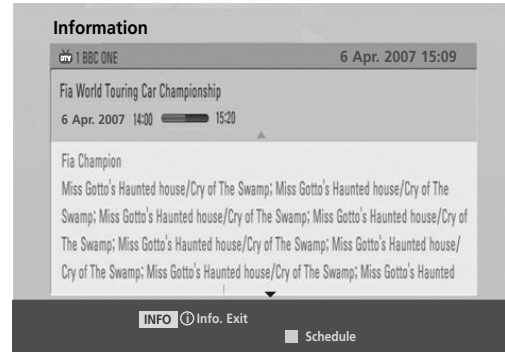 Information
DTV 1 BBC ONE 6 Apr. 2007 15:09
Fia World Touring Car Championship
6 Apr. 2007 14:00 15:20
Fia Champion
Miss Gotto's Haunted house/Cry of The Swamp; Miss Gotto's Haunted house/Cry of The
Swamp; Miss Gotto's Haunted house/Cry of The Swamp; Miss Gotto's Haunted house/Cry of
The Swamp; Miss Gotto's Haunted house/Cry of The Swamp; Miss Gotto's Haunted house/
Cry of The Swamp; Miss Gotto's Haunted house/Cry of The Swamp; Miss Gotto's Haunted
INFO ⓘ Info. Exit
Schedule